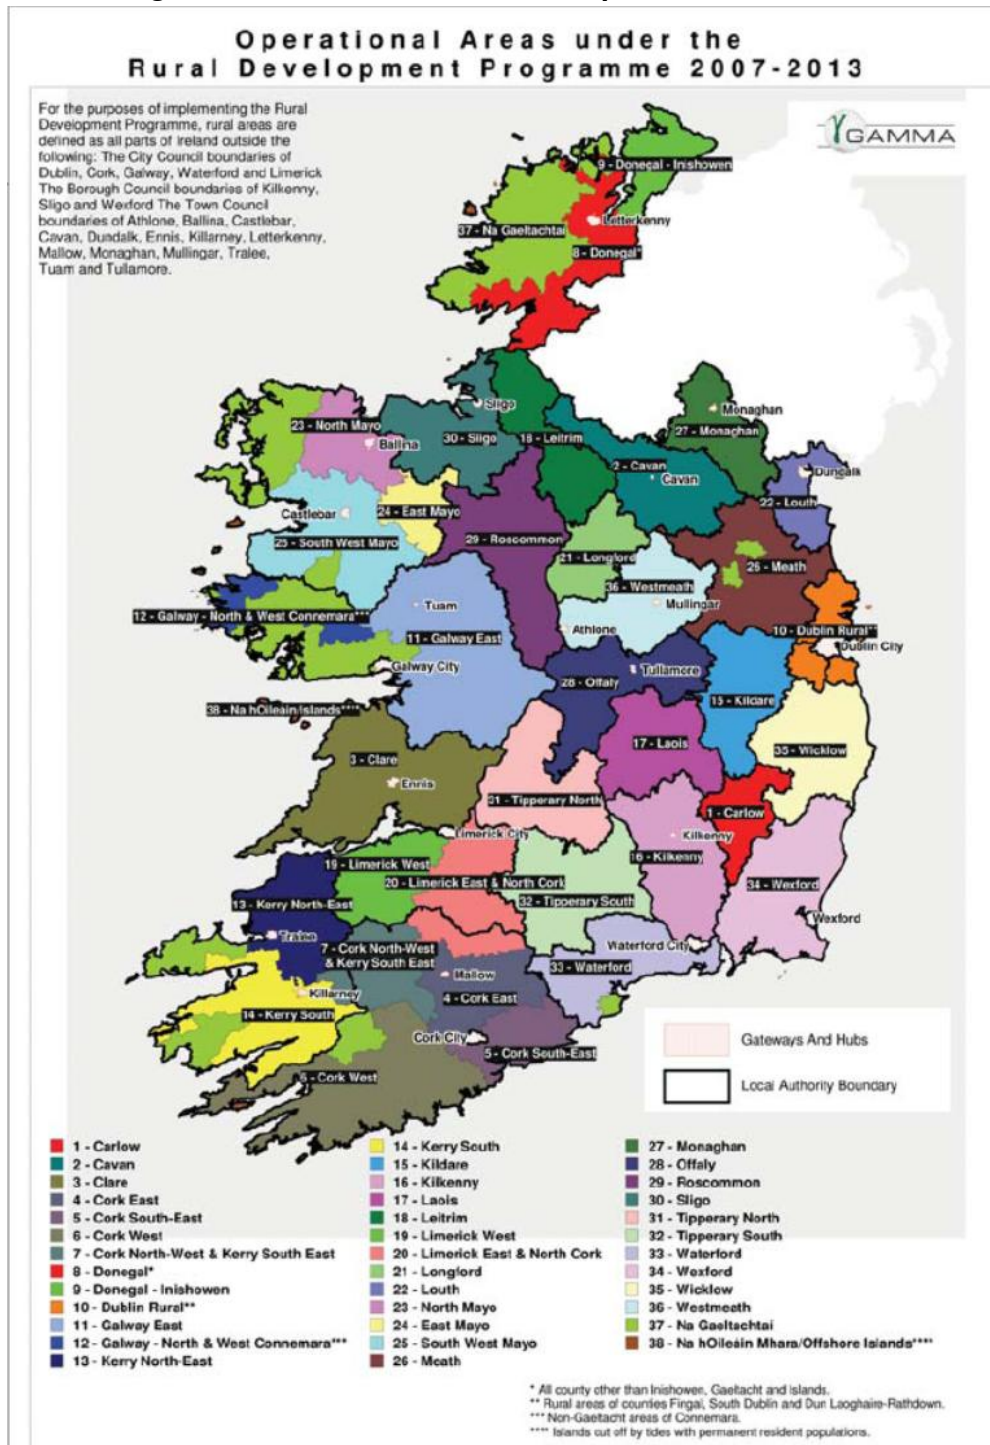 Operational Areas under the
Rural Development Programme 2007-2013
For the purposes of implementing the Rural
Development Programme, rural areas are
defined as all parts of Ireland outside the
following: The City Council boundaries of
Dublin, Cork, Galway, Waterford and Limerick
The Borough Council boundaries of Kilkenny,
Sligo and Wexford The Town Council
boundaries of Athlone, Ballina, Castlebar,
Cavan, Dundalk, Ennis, Killarney, Letterkenny,
Mallow, Monaghan, Mullingar, Tralee,
Tuam and Tullamore.
GAMMA
9 - Donegal - Inishowen
Letterkenny
37 - Na Gaeltachtaí
8 - Donegal*
Sligo
Monaghan
23 - North Mayo
27 - Monaghan
30 - Sligo
18 - Leitrim
Ballina
2 - Cavan
Dundalk
Cavan
22 - Louth
Castlebar
24 - East Mayo
25 - South West Mayo
29 - Roscommon
21 - Longford
26 - Meath
36 - Westmeath
Tuam
Mullingar
12 - Galway - North & West Connemara***
Athlone
10 - Dublin Rural**
11 - Galway East
Dublin City
Galway City
Tullamore
28 - Offaly
15 - Kildare
38 - Na hOileáin/Islands****
17 - Laois
35 - Wicklow
3 - Clare
Ennis
31 - Tipperary North
1 - Carlow
Limerick City
Kilkenny
19 - Limerick West
16 - Kilkenny
20 - Limerick East & North Cork
34 - Wexford
32 - Tipperary South
13 - Kerry North-East
Wexford
Tralee
Waterford City
7 - Cork North-West
& Kerry South East
33 - Waterford
Mallow
Killarney
4 - Cork East
14 - Kerry South
Cork City
5 - Cork South-East
6 - Cork West
Gateways And Hubs
Local Authority Boundary
1 - Carlow
2 - Cavan
3 - Clare
4 - Cork East
5 - Cork South-East
6 - Cork West
7 - Cork North-West & Kerry South East
8 - Donegal*
9 - Donegal - Inishowen
10 - Dublin Rural**
11 - Galway East
12 - Galway - North & West Connemara***
13 - Kerry North-East
14 - Kerry South
15 - Kildare
16 - Kilkenny
17 - Laois
18 - Leitrim
19 - Limerick West
20 - Limerick East & North Cork
21 - Longford
22 - Louth
23 - North Mayo
24 - East Mayo
25 - South West Mayo
26 - Meath
27 - Monaghan
28 - Offaly
29 - Roscommon
30 - Sligo
31 - Tipperary North
32 - Tipperary South
33 - Waterford
34 - Wexford
35 - Wicklow
36 - Westmeath
37 - Na Gaeltachtaí
38 - Na hOileáin Mhara/Offshore Islands****
* All county other than Inishowen, Gaeltacht and Islands.
** Rural areas of counties Fingal, South Dublin and Dun Laoghaire-Rathdown.
*** Non-Gaeltacht areas of Connemara.
**** Islands cut off by tides with permanent resident populations.